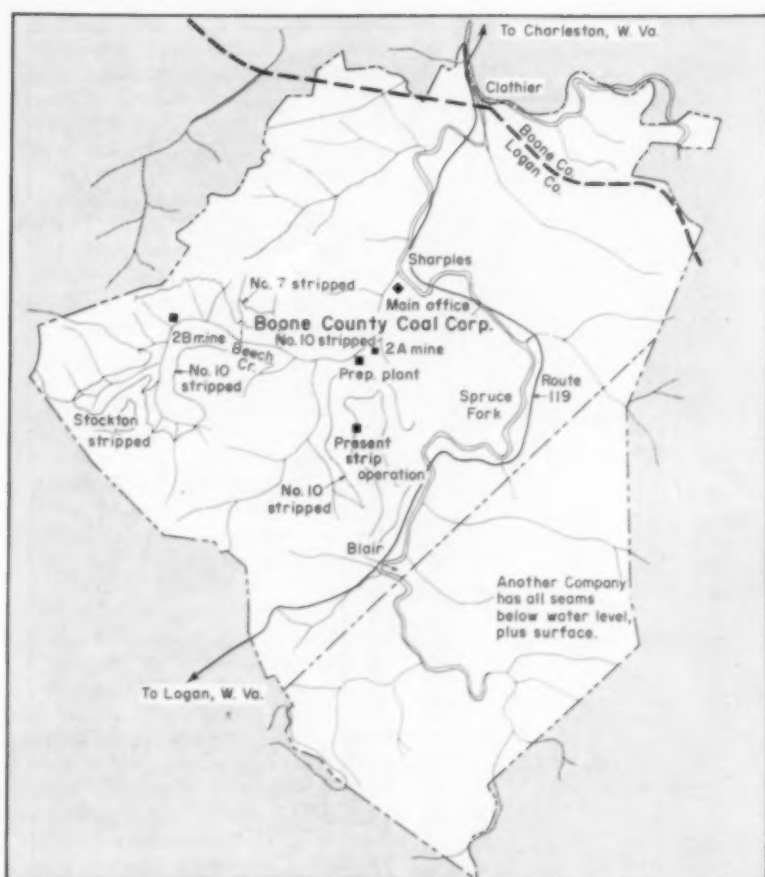 To Charleston, W. Va.
Clothier
Boone Co.
Logan Co.
Sharples
No. 7 stripped
Main office
Boone County Coal Corp.
2B mine
Beech
Cr.
No. 10 stripped
2A mine
No. 10
stripped
Prep. plant
Route
119
Spruce
Fork
Stockton
stripped
Present
strip
operation
No. 10
stripped
Blair
Another Company
has all seams
below water level,
plus surface.
To Logan, W. Va.